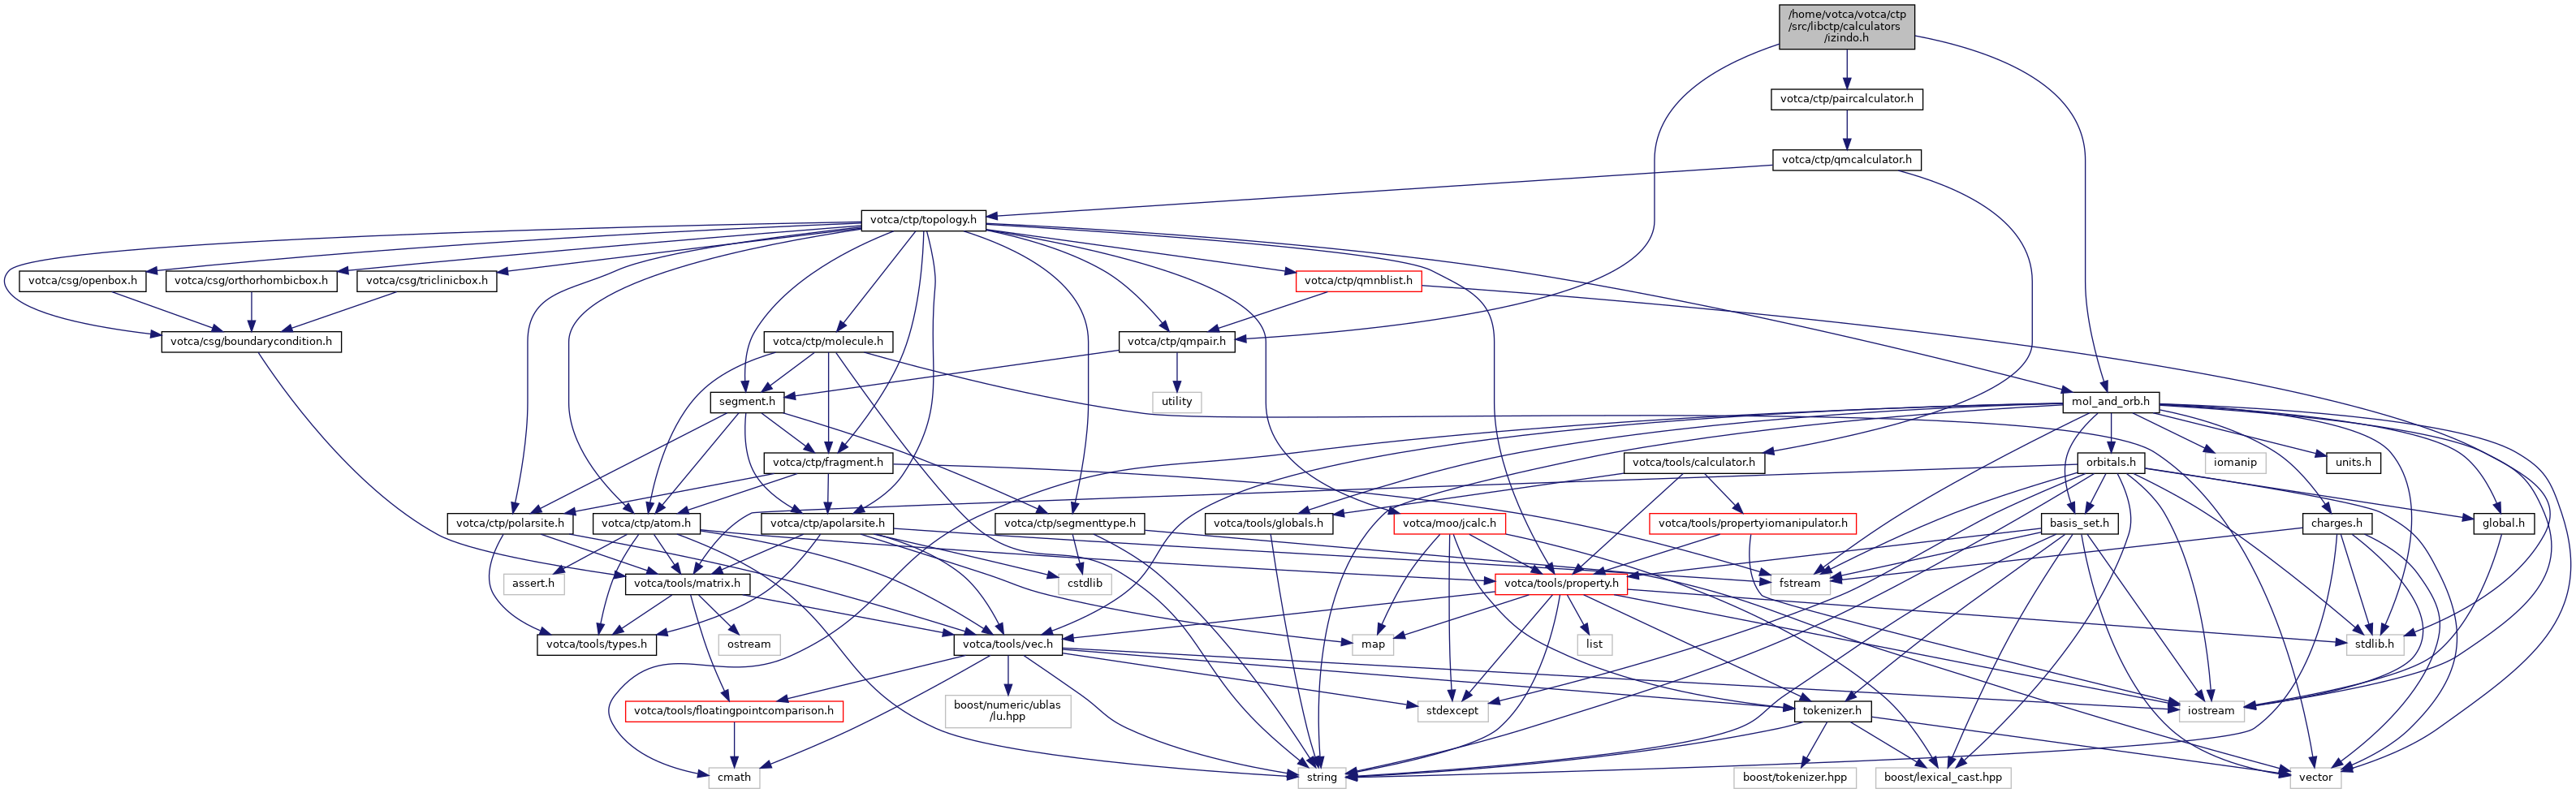 /home/votca/votca/ctp
/src/libctp/calculators
/izindo.h
votca/ctp/paircalculator.h
votca/ctp/qmcalculator.h
votca/ctp/topology.h
votca/csg/openbox.h
votca/csg/orthorhombicbox.h
votca/csg/triclinicbox.h
votca/ctp/qmnblist.h
votca/csg/boundarycondition.h
votca/ctp/molecule.h
votca/ctp/qmpair.h
segment.h
utility
mol_and_orb.h
votca/ctp/fragment.h
votca/tools/calculator.h
orbitals.h
iomanip
units.h
votca/ctp/polarsite.h
votca/ctp/atom.h
votca/ctp/apolarsite.h
votca/ctp/segmenttype.h
votca/tools/globals.h
votca/moo/jcalc.h
votca/tools/propertyiomanipulator.h
basis_set.h
charges.h
global.h
assert.h
votca/tools/matrix.h
cstdlib
votca/tools/property.h
fstream
votca/tools/types.h
ostream
votca/tools/vec.h
map
list
stdlib.h
votca/tools/floatingpointcomparison.h
boost/numeric/ublas
/lu.hpp
stdexcept
tokenizer.h
iostream
cmath
string
boost/tokenizer.hpp
boost/lexical_cast.hpp
vector